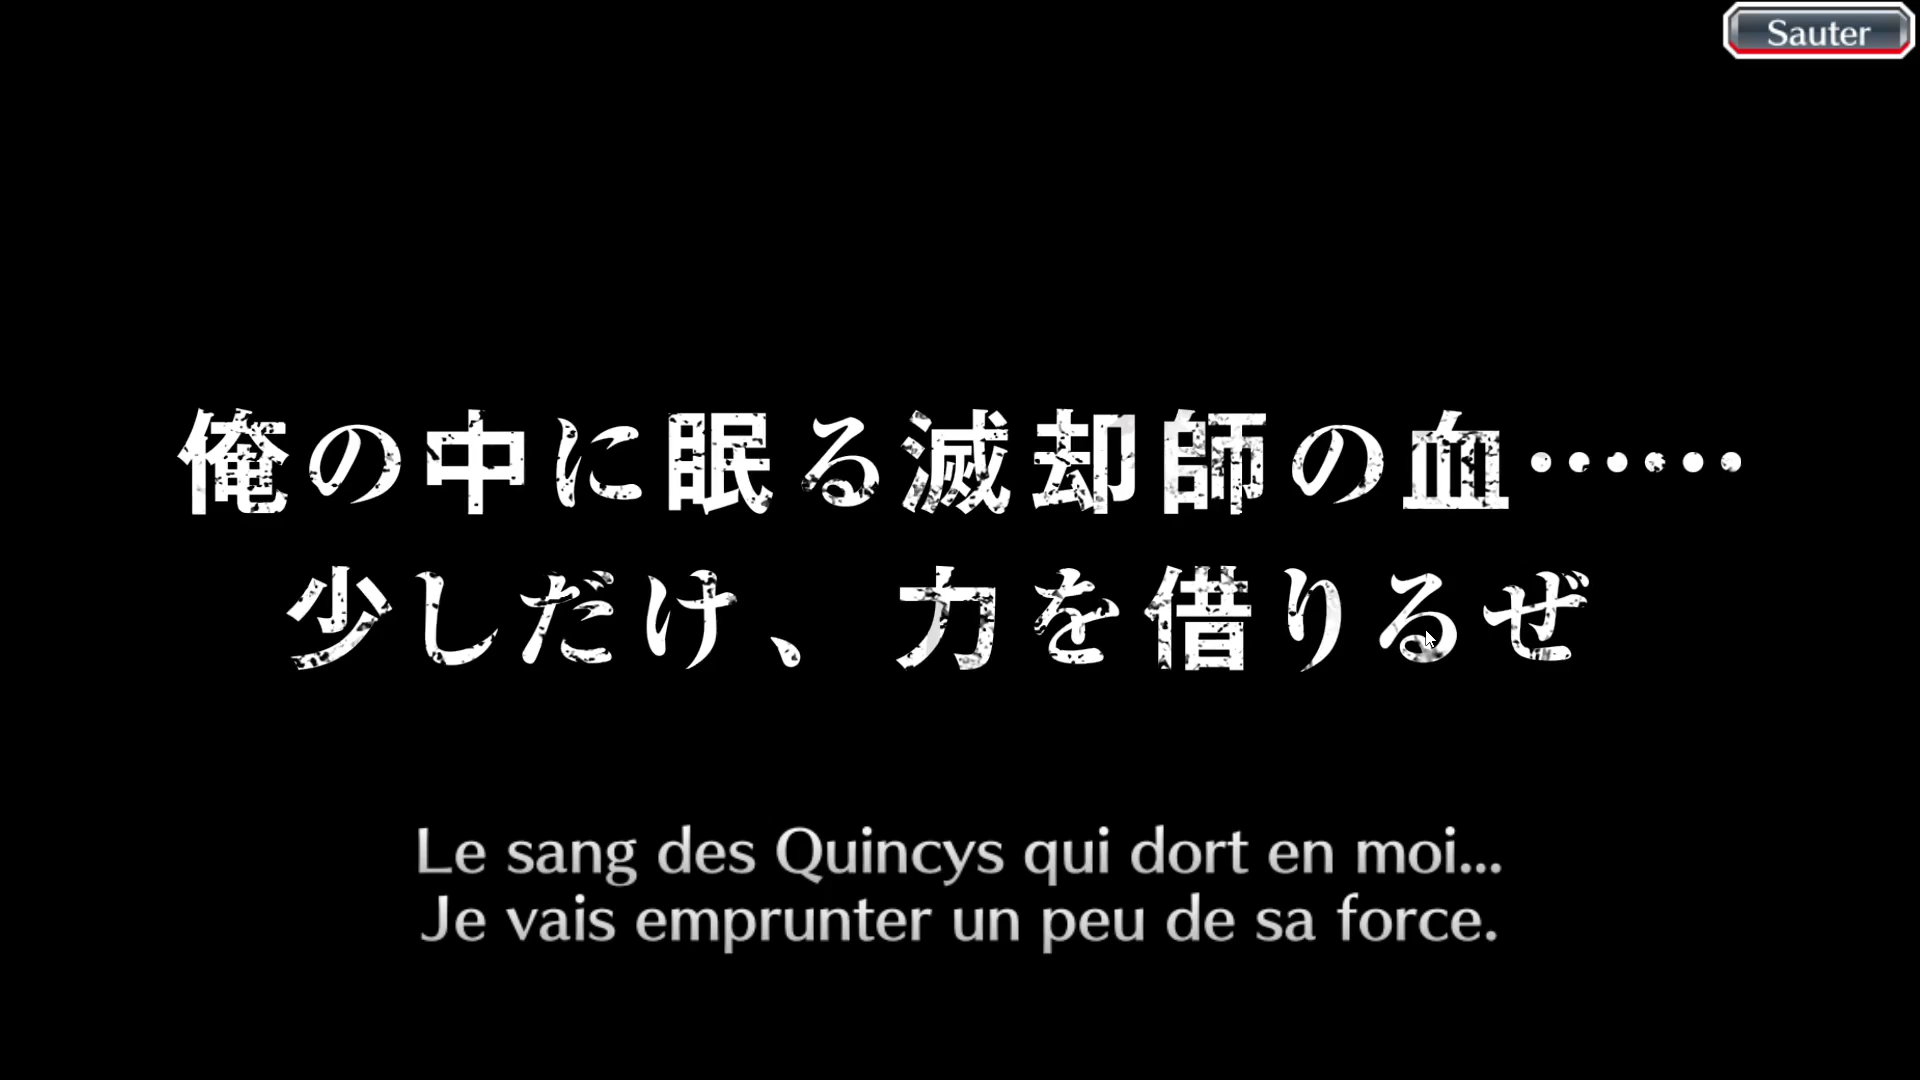 Sauter
俺の中に眠る滅却師の血……
少しだけ、力を借りるぜ
Le sang des Quincys qui dort en moi...
Je vais emprunter un peu de sa force.